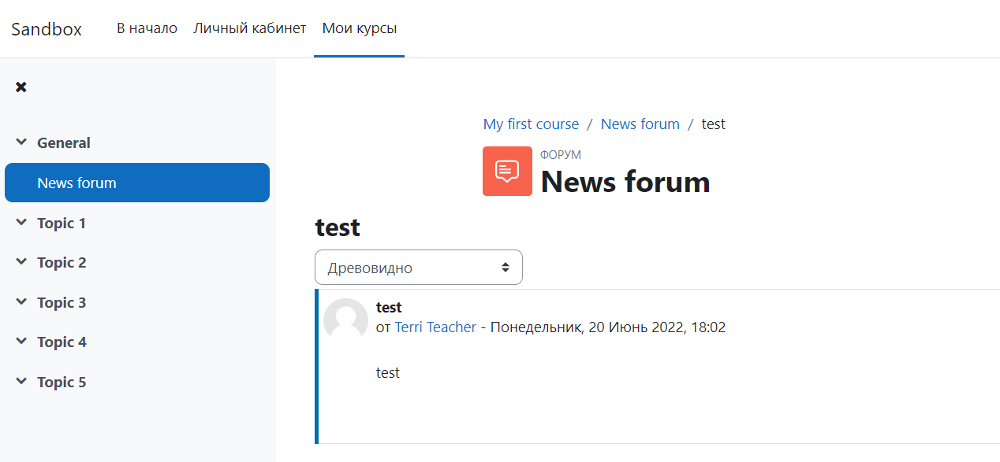 Sandbox В начало Личный кабинет Мои курсы
General
News forum
Topic 1
Topic 2
Topic 3
Topic 4
Topic 5
My first course / News forum / test
ФОРУМ
News forum
test
Древовидно
test
от Terri Teacher - Понедельник, 20 Июнь 2022, 18:02
test